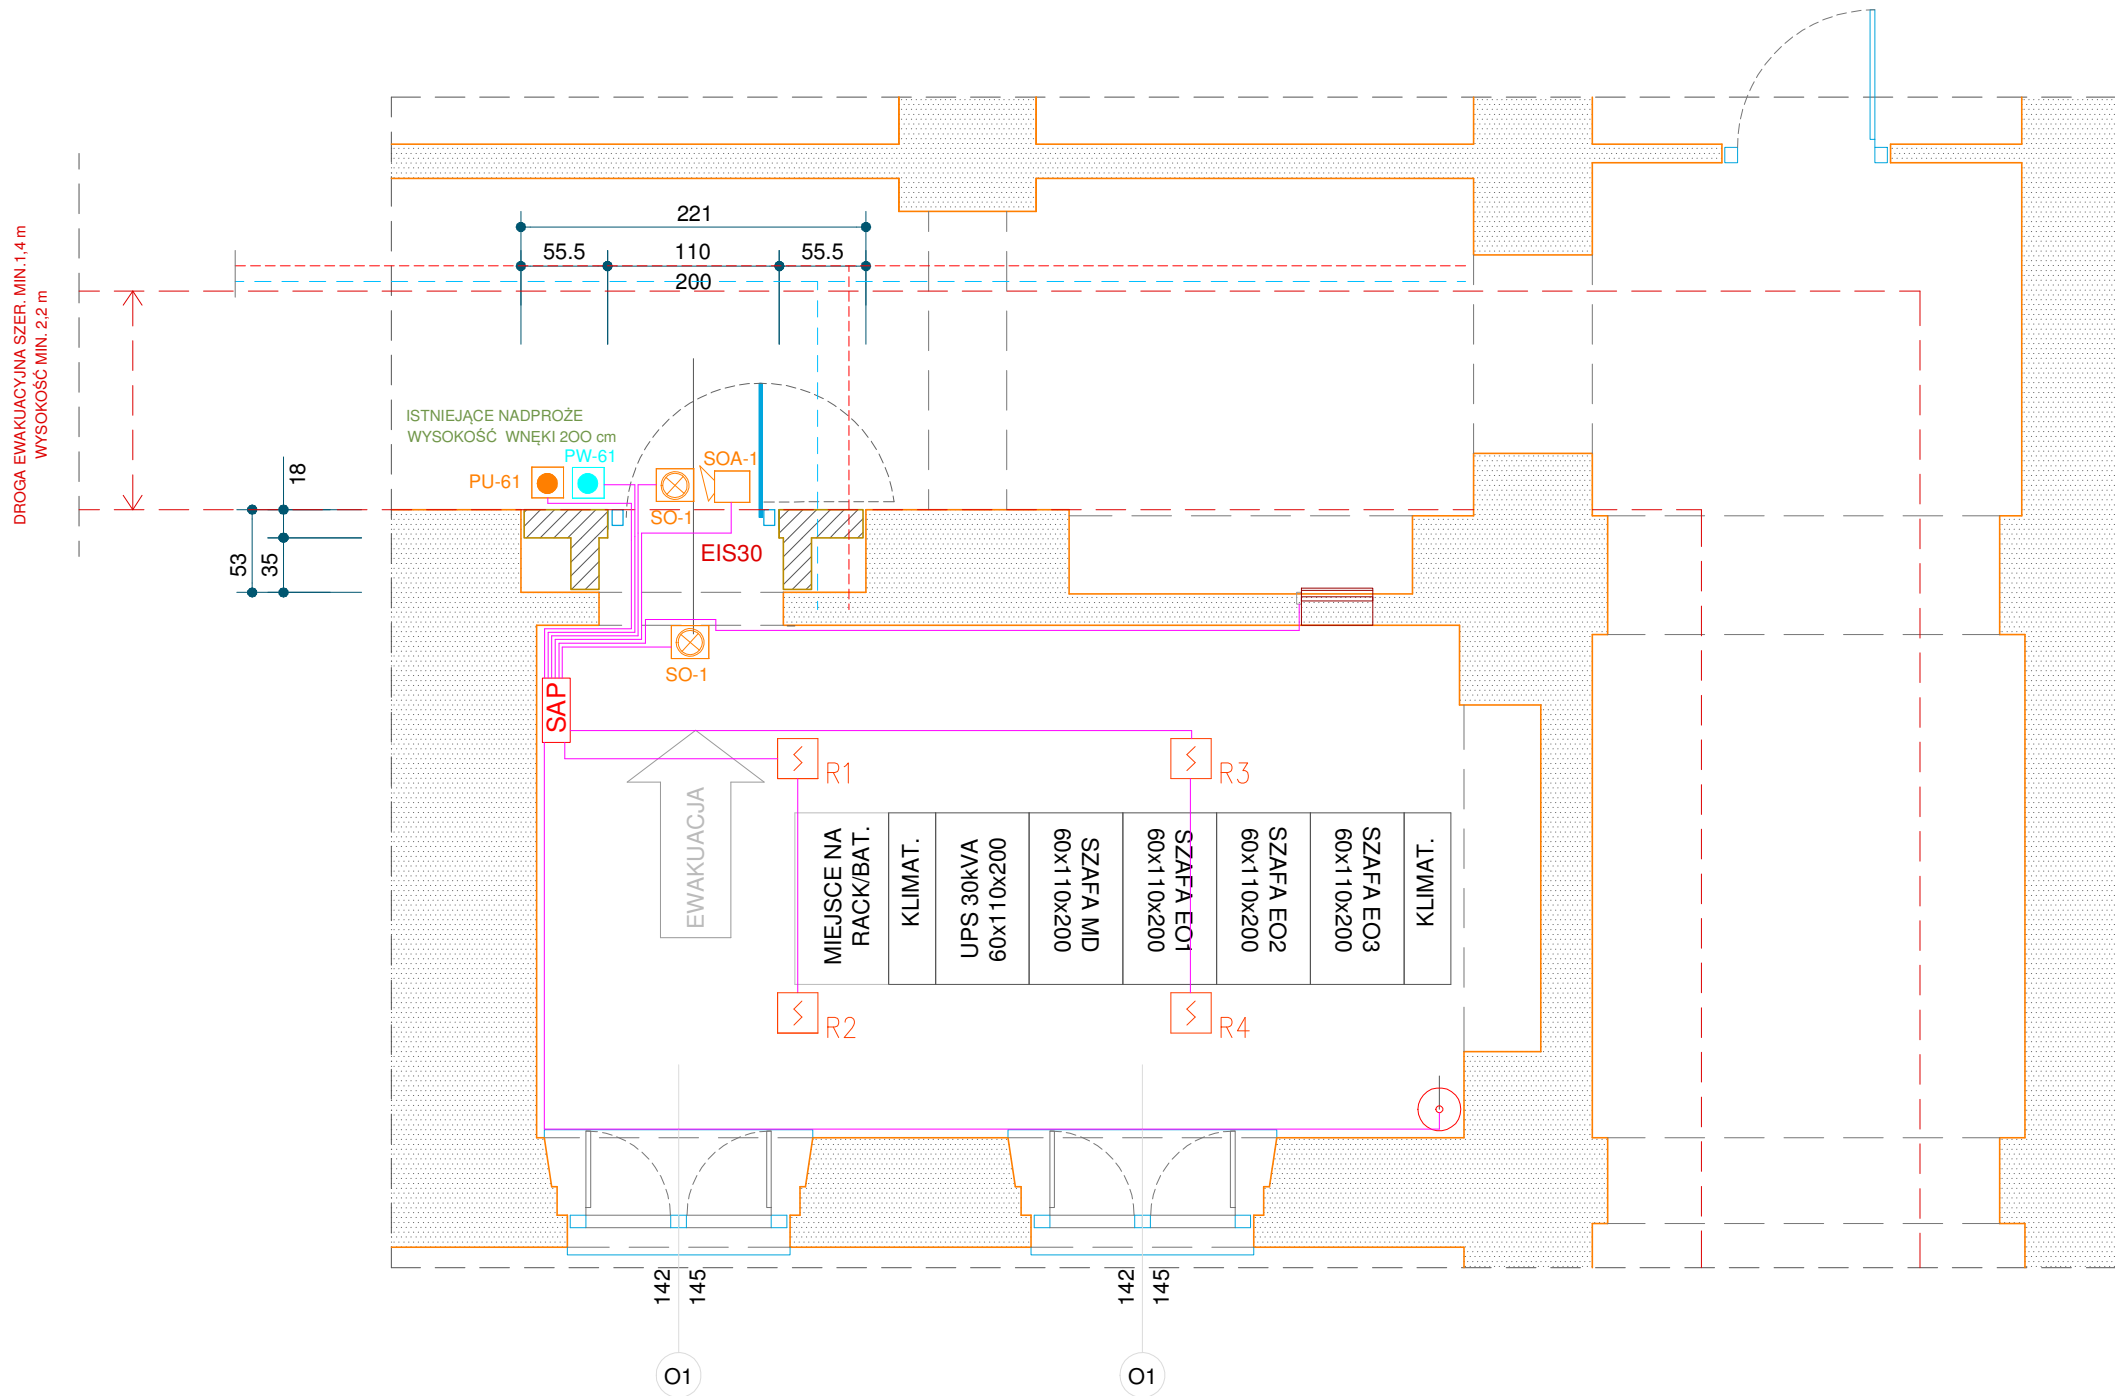 DROGA EWAKUACYJNA SZER. MIN.1,4 m
WYSOKOŚĆ MIN. 2,2 m
221
55.5
110
55.5
200
ISTNIEJĄCE NADPROŻE
WYSOKOŚĆ WNĘKI 2OO cm
PU-61
PW-61
SOA-1
SO-1
EIS30
18
53
35
SO-1
SAP
R1
R3
EWAKUACJA
MIEJSCE NA
RACK/BAT.
KLIMAT.
UPS 30kVA
60x110x200
SZAFA MD
60x110x200
SZAFA EO1
60x110x200
SZAFA EO2
60x110x200
SZAFA EO3
60x110x200
KLIMAT.
R2
R4
142
145
142
145
O1
O1